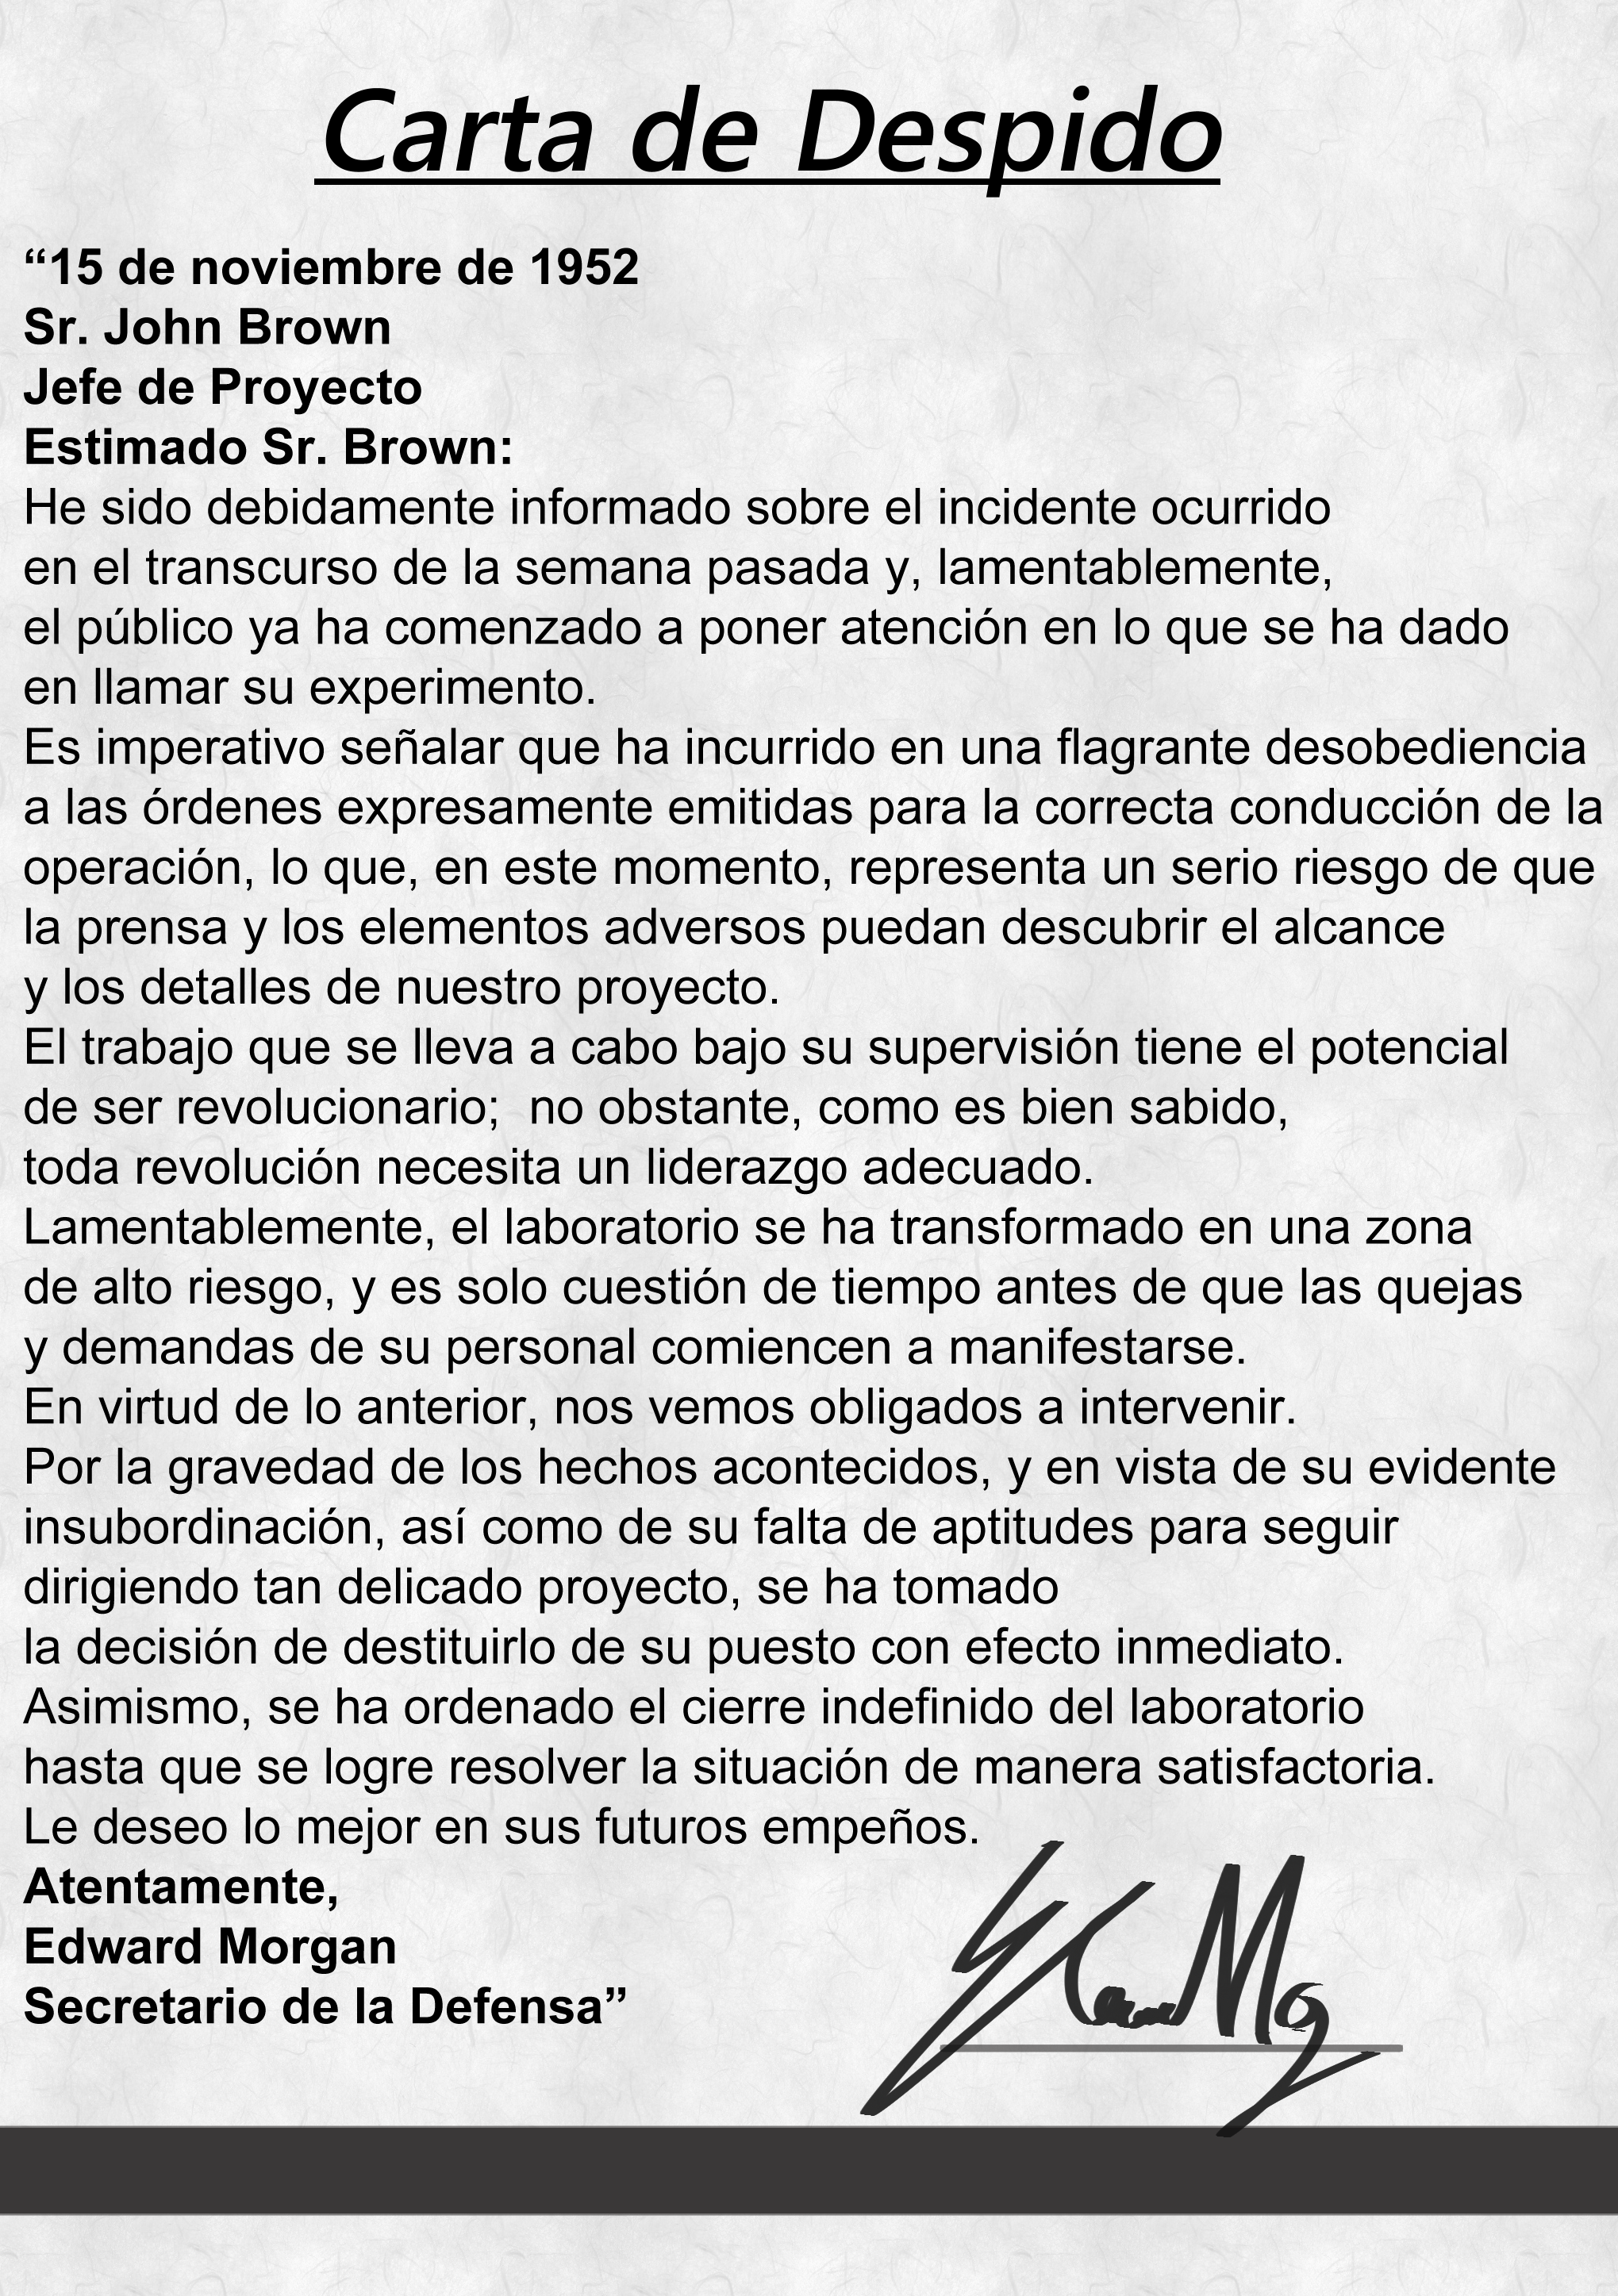 Carta de Despido
“15 de noviembre de 1952
Sr. John Brown
Jefe de Proyecto
Estimado Sr. Brown:
He sido debidamente informado sobre el incidente ocurrido
en el transcurso de la semana pasada y, lamentablemente,
el público ya ha comenzado a poner atención en lo que se ha dado
en llamar su experimento.
Es imperativo señalar que ha incurrido en una flagrante desobediencia
a las órdenes expresamente emitidas para la correcta conducción de la
operación, lo que, en este momento, representa un serio riesgo de que
la prensa y los elementos adversos puedan descubrir el alcance
y los detalles de nuestro proyecto.
El trabajo que se lleva a cabo bajo su supervisión tiene el potencial
de ser revolucionario;  no obstante, como es bien sabido,
toda revolución necesita un liderazgo adecuado.
Lamentablemente, el laboratorio se ha transformado en una zona
de alto riesgo, y es solo cuestión de tiempo antes de que las quejas
y demandas de su personal comiencen a manifestarse.
En virtud de lo anterior, nos vemos obligados a intervenir.
Por la gravedad de los hechos acontecidos, y en vista de su evidente
insubordinación, así como de su falta de aptitudes para seguir
dirigiendo tan delicado proyecto, se ha tomado
la decisión de destituirlo de su puesto con efecto inmediato.
Asimismo, se ha ordenado el cierre indefinido del laboratorio
hasta que se logre resolver la situación de manera satisfactoria.
Le deseo lo mejor en sus futuros empeños.
Atentamente,
Edward Morgan
Secretario de la Defensa”